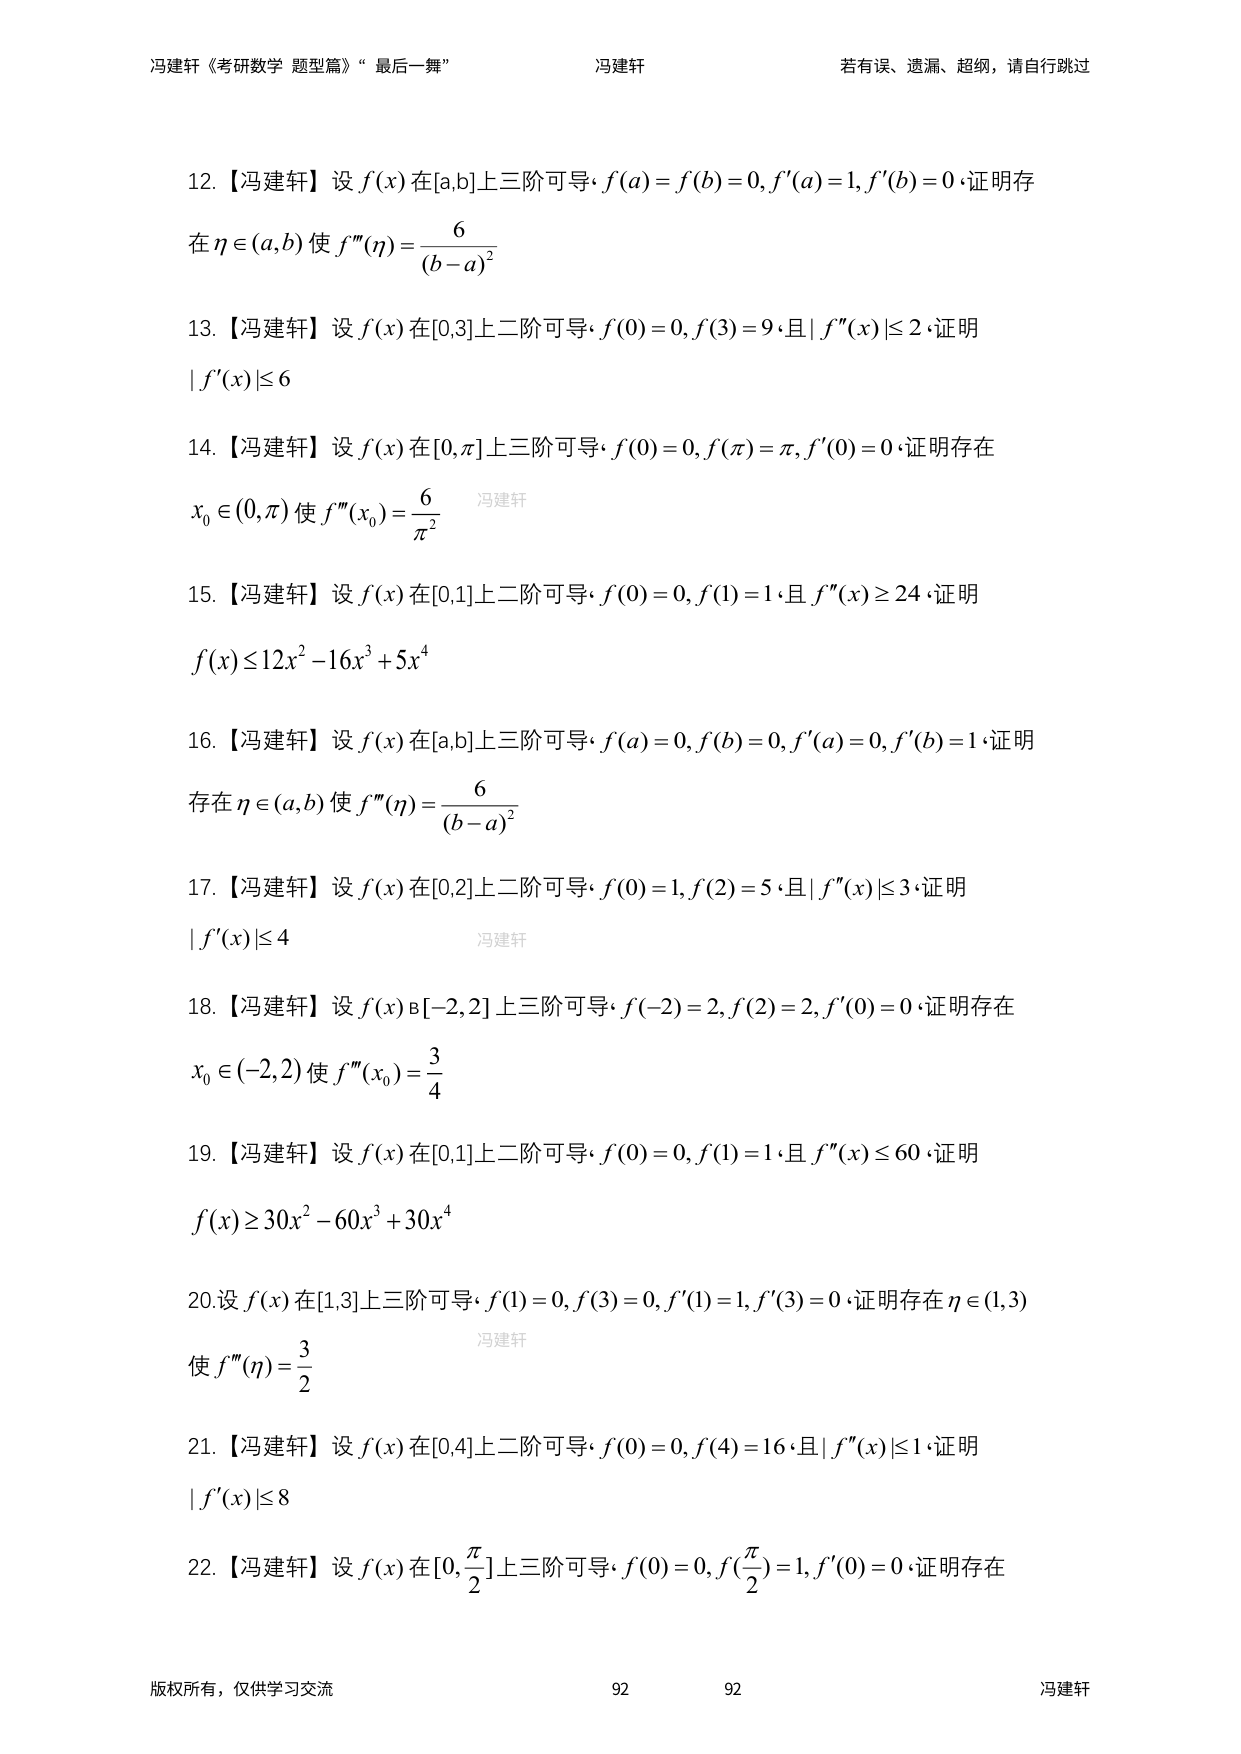 冯建轩《考研数学 题型篇》“ 最后一舞” 冯建轩 若有误、遗漏、超纲，请自行跳过
12.【冯建轩】设 f(x) 在[a,b]上三阶可导，f(a) = f(b) = 0, f′(a) = 1, f′(b) = 0，证明存
在 η ∈ (a,b) 使 f‴(η) = 6/(b − a)²
13.【冯建轩】设 f(x) 在[0,3]上二阶可导，f(0) = 0, f(3) = 9，且 | f″(x) |≤ 2，证明
| f′(x) |≤ 6
14.【冯建轩】设 f(x) 在[0,π]上三阶可导，f(0) = 0, f(π) = π, f′(0) = 0，证明存在
x₀ ∈ (0,π) 使 f‴(x₀) = 6/π²
冯建轩
15.【冯建轩】设 f(x) 在[0,1]上二阶可导，f(0) = 0, f(1) = 1，且 f″(x) ≥ 24，证明
f(x) ≤ 12x² − 16x³ + 5x⁴
16.【冯建轩】设 f(x) 在[a,b]上三阶可导，f(a) = 0, f(b) = 0, f′(a) = 0, f′(b) = 1，证明
存在 η ∈ (a,b) 使 f‴(η) = 6/(b − a)²
17.【冯建轩】设 f(x) 在[0,2]上二阶可导，f(0) = 1, f(2) = 5，且 | f″(x) |≤ 3，证明
| f′(x) |≤ 4
冯建轩
18.【冯建轩】设 f(x) в[−2,2] 上三阶可导，f(−2) = 2, f(2) = 2, f′(0) = 0，证明存在
x₀ ∈ (−2,2) 使 f‴(x₀) = 3/4
19.【冯建轩】设 f(x) 在[0,1]上二阶可导，f(0) = 0, f(1) = 1，且 f″(x) ≤ 60，证明
f(x) ≥ 30x² − 60x³ + 30x⁴
20.设 f(x) 在[1,3]上三阶可导，f(1) = 0, f(3) = 0, f′(1) = 1, f′(3) = 0，证明存在 η ∈ (1,3)
冯建轩
使 f‴(η) = 3/2
21.【冯建轩】设 f(x) 在[0,4]上二阶可导，f(0) = 0, f(4) = 16，且 | f″(x) |≤ 1，证明
| f′(x) |≤ 8
22.【冯建轩】设 f(x) 在[0,π/2]上三阶可导，f(0) = 0, f(π/2) = 1, f′(0) = 0，证明存在
版权所有，仅供学习交流 92 92 冯建轩